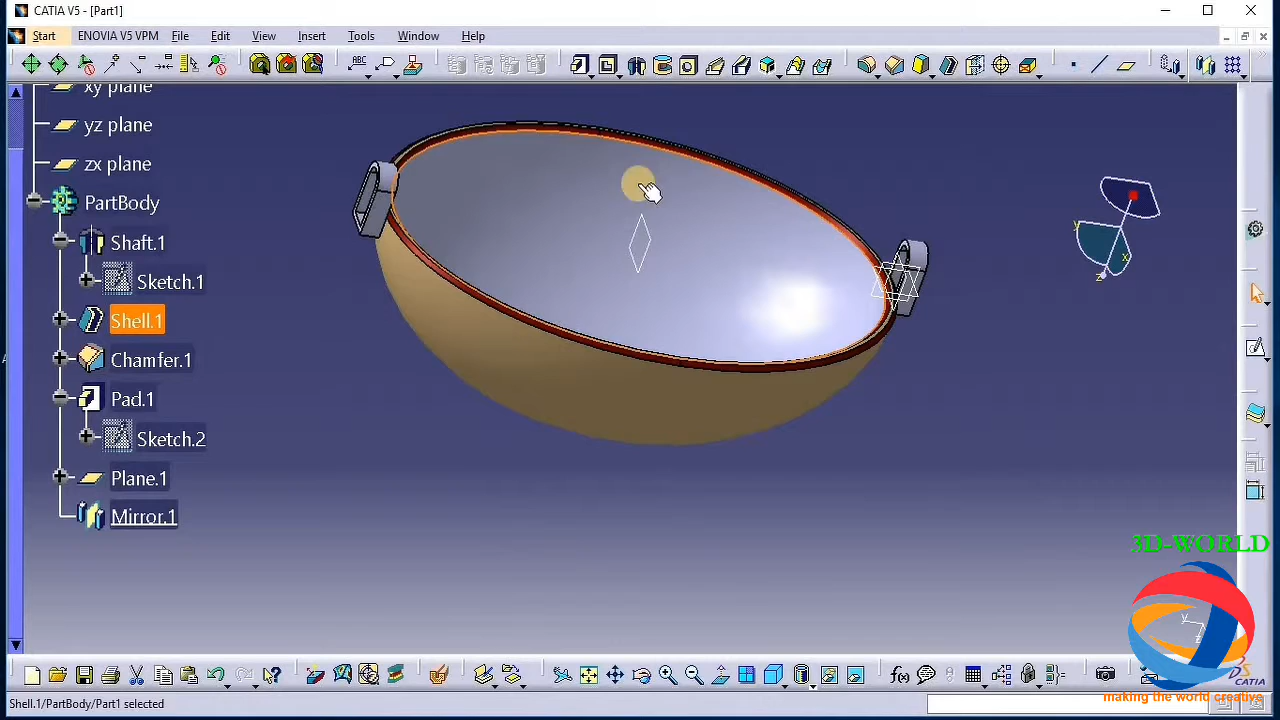 CATIA V5 - [Part1]
Start ENOVIA V5 VPM File Edit View Insert Tools Window Help
ABC
xy plane
yz plane
zx plane
PartBody
Shaft.1
Sketch.1
Shell.1
Chamfer.1
Pad.1
Sketch.2
Plane.1
Mirror.1
y
x
z
3D-WORLD
y
z
CATIA
making the world creative
f(x)
Shell.1/PartBody/Part1 selected